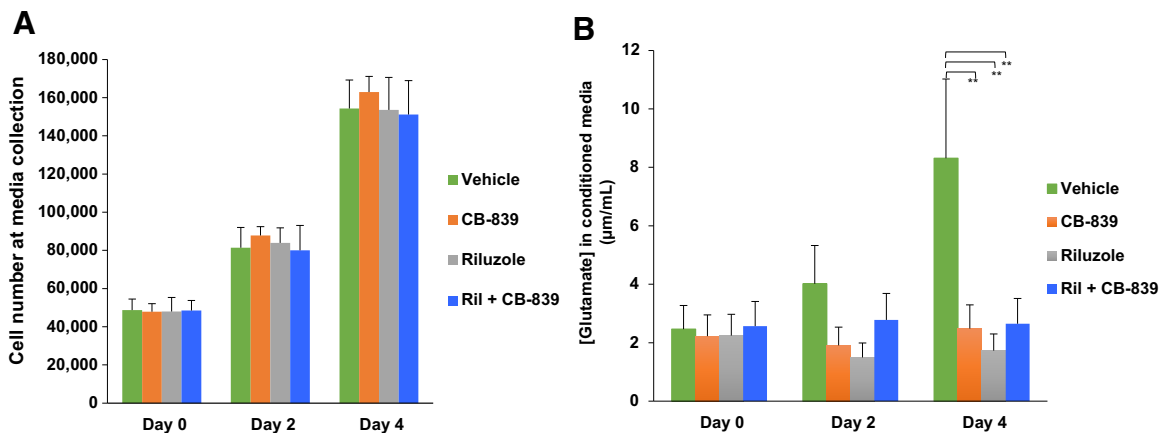 A
Cell number at media collection
180,000
160,000
140,000
120,000
100,000
80,000
60,000
40,000
20,000
0
Day 0
Day 2
Day 4
Vehicle
CB-839
Riluzole
Ril + CB-839
B
[Glutamate] in conditioned media
(µm/mL)
12
10
8
6
4
2
0
**
**
**
Day 0
Day 2
Day 4
Vehicle
CB-839
Riluzole
Ril + CB-839